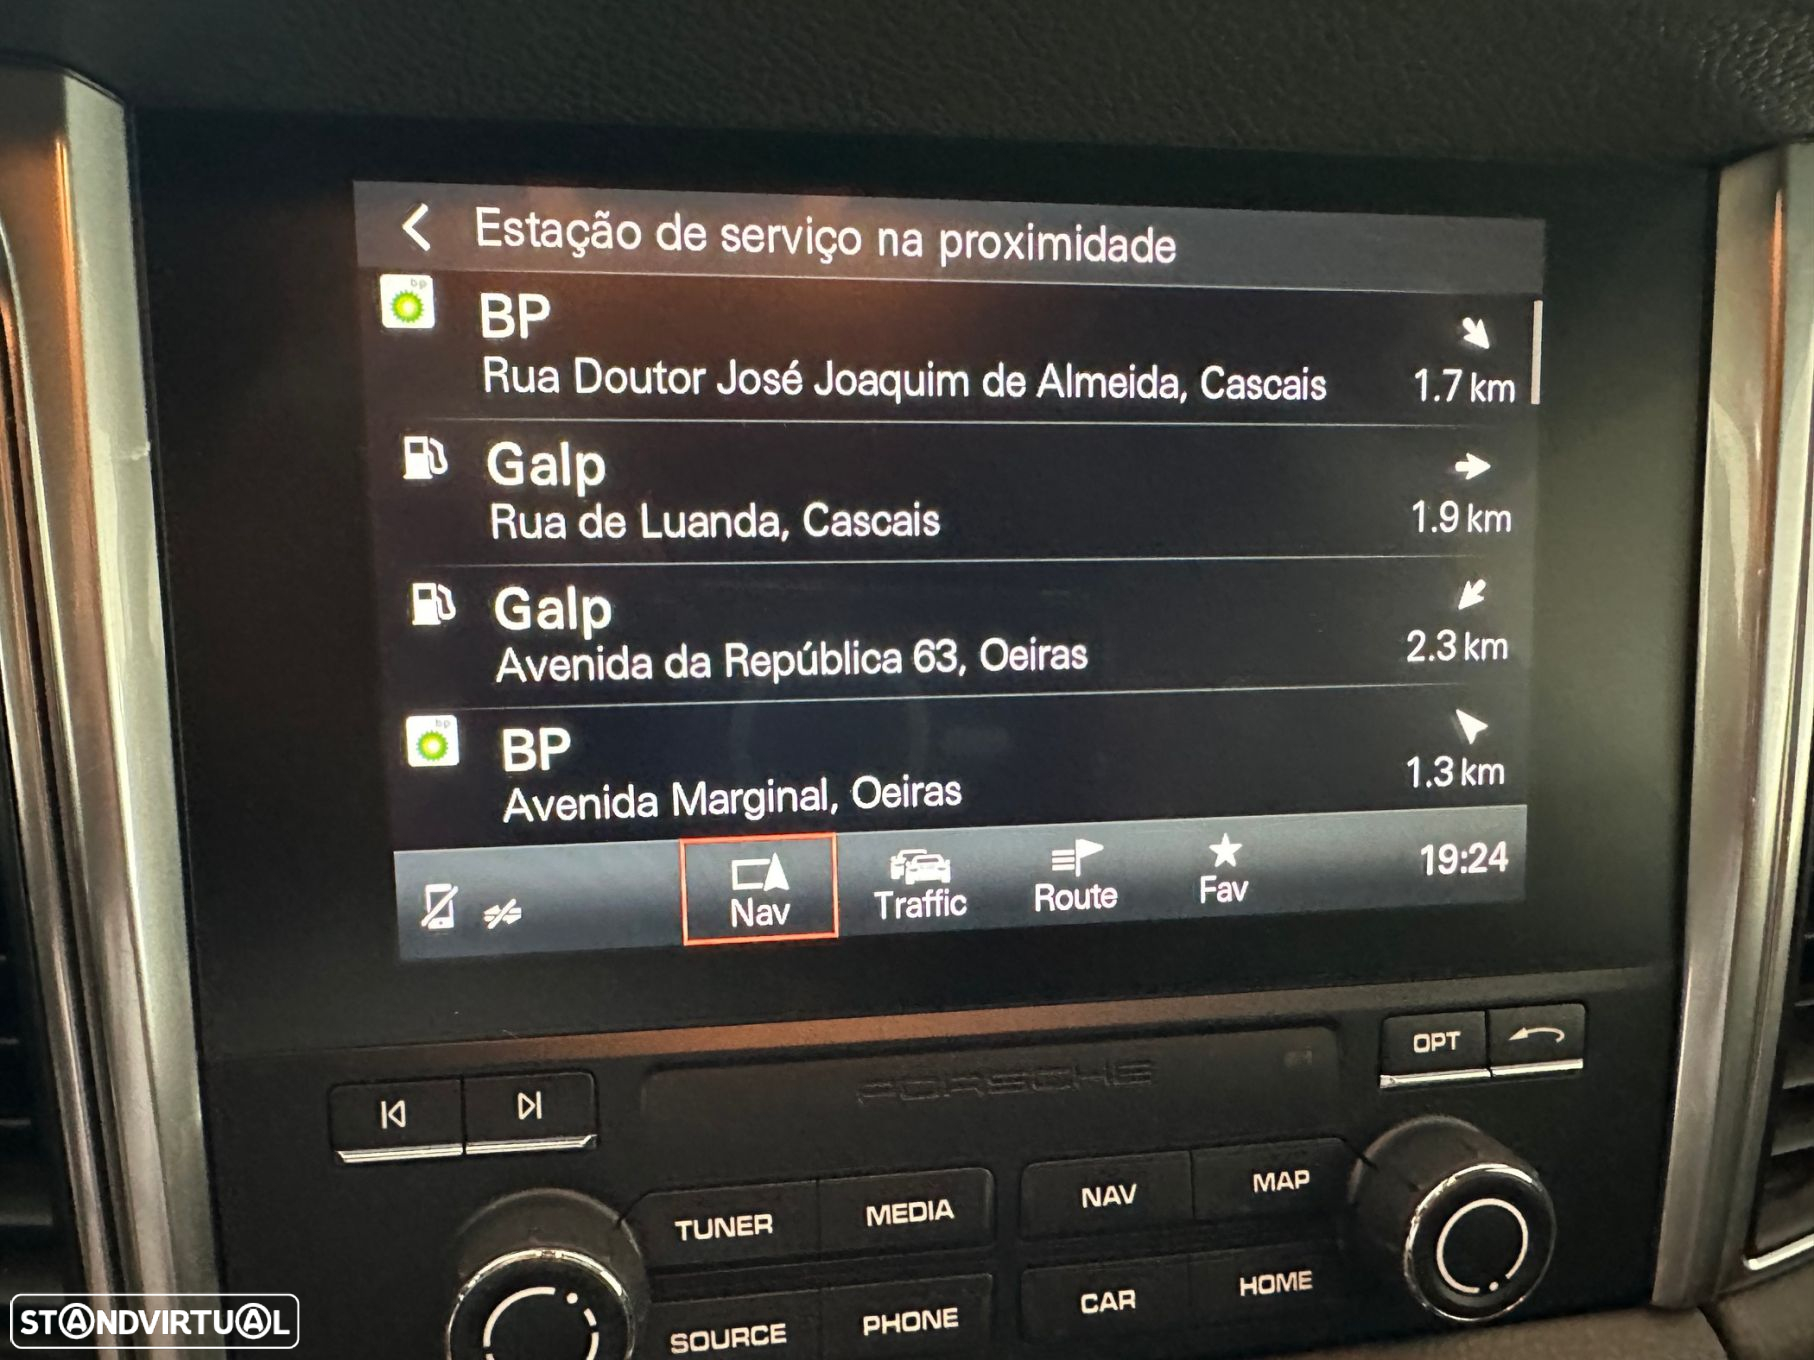 Estação de serviço na proximidade
bp
BP
Rua Doutor José Joaquim de Almeida, Cascais
1.7 km
Galp
Rua de Luanda, Cascais
1.9 km
Galp
Avenida da República 63, Oeiras
2.3 km
bp
BP
Avenida Marginal, Oeiras
1.3 km
Nav
Traffic
Route
Fav
19:24
PORSCHE
OPT
TUNER
MEDIA
NAV
MAP
SOURCE
PHONE
CAR
HOME
STANDVIRTUAL